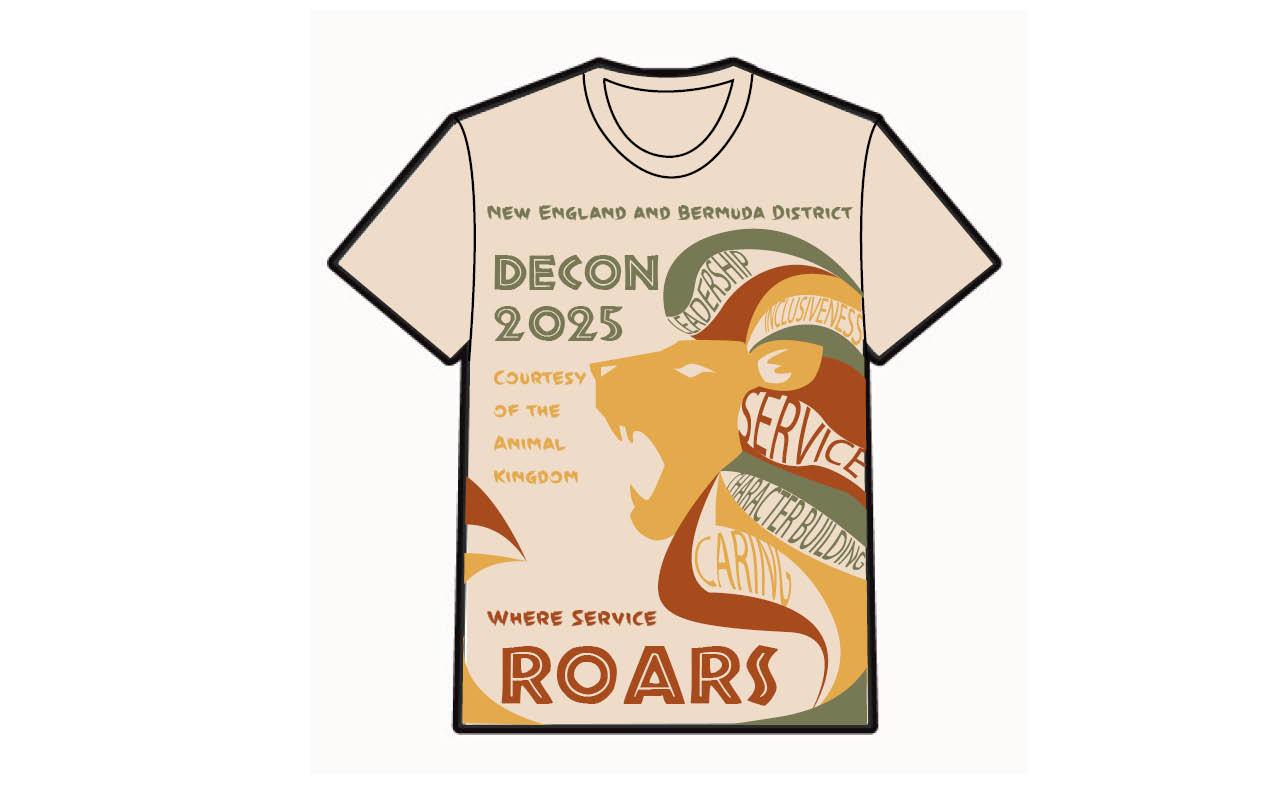 New England and Bermuda District
DECON
2025
LEADERSHIP
INCLUSIVENESS
Courtesy
of the
Animal
Kingdom
SERVICE
CHARACTER BUILDING
CARING
Where Service
ROARS